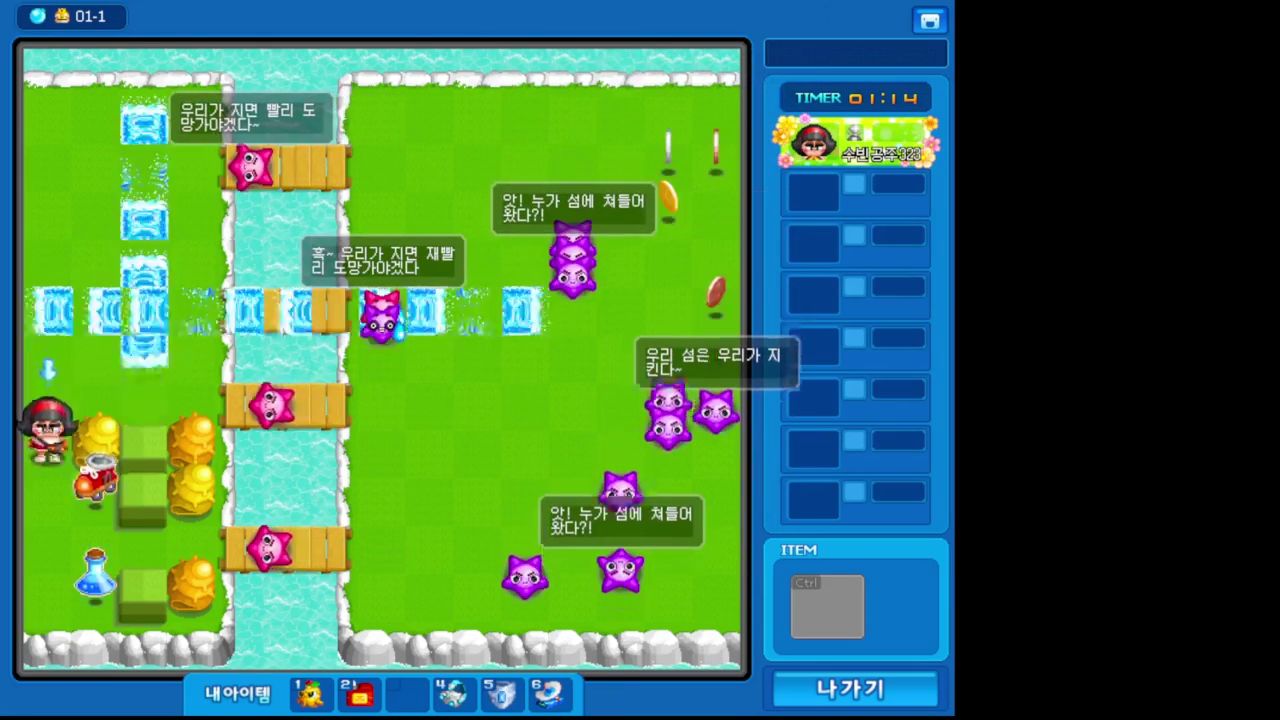 01-1
우리가 지면 빨리 도
망가야겠다~
TIMER 01:14
수빈공주323
앗! 누가 섬에 쳐들어
왔다?!
흑~ 우리가 지면 재빨
리 도망가야겠다
우리 섬은 우리가 지
킨다~
앗! 누가 섬에 쳐들어
왔다?!
ITEM
Ctrl
내아이템
1
2
4
5
6
나가기